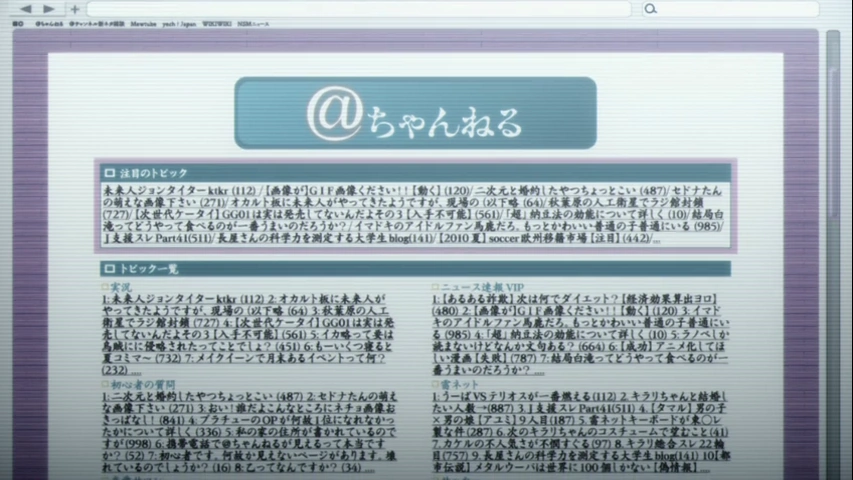 @ちゃんねる
注目のトピック
未来人ジョンタイター ktkr (112) /【画像が】GIF画像ください!!【動く】(120)/ 二次元と婚約したやつちょっとこい (487)/ セドナたん
の萌えな画像下さい (271)/ オカルト板に未来人がやってきたようですが、現場の (以下略 (64)/ 秋葉原の人工衛星でラジ館封鎖
(727)/【次世代ケータイ】GG01は実は発売してないんだよその3【入手不可能】(561)/「超」納立法の可能について詳しく (10)/ 結局白
滝ってどうやって食べるのが一番うまいのだろうか?/ イマドキのアイドルファン馬鹿だろ。もっとかわいい普通の子普通にいる (985)/
J支援スレ Part41(511)/ 長屋さんの科学力を測定する大学生 blog(141)/【2010夏】soccer 欧州移籍市場【注目】(442)/...
トピック一覧
実況
1: 未来人ジョンタイター ktkr (112) 2: オカルト板に未来人が
やってきたようですが、現場の (以下略 (64) 3: 秋葉原の人工
衛星でラジ館封鎖 (727) 4:【次世代ケータイ】GG01は実は発
売してないんだよその3【入手不可能】(561) 5: イカ略って要は
烏賊にに侵略されたってことでしょ? (451) 6: もーいくつ寝ると
夏コミマ〜 (732) 7: メイクイーンで月末あるイベントって何?
(232) ....
初心者の質問
1: 二次元と婚約したやつちょっとこい (487) 2: セドナたんの萌え
な画像下さい (271) 3: おい!誰だよこんなところにネチョ画像お
きっぱなし! (841) 4: プラチューのOPが何故1位になれなかっ
たかについて詳しく (336) 5: 私の家の住所が書かれているので
すが (998) 6: 携帯電話で@ちゃんねるが見えるって本当です
か? (52) 7: 初心者です。何故か見えないページがあります。壊
れているのでしょうか? (16) 8: 乙ってなんですか? (34) ....
ニュース速報 VIP
1:【あるある詐欺】次は何でダイエット?【経済効果算出ヨロ】
(480) 2:【画像が】GIF画像ください!!【動く】(120) 3: イマド
キのアイドルファン馬鹿だろ。もっとかわいい普通の子普通にい
る (985) 4:「超」納立法の可能について詳しく (10) 5: ラノベしか
読まないけどなんか文句ある? (664) 6:【成功】アニメ化してほ
しい漫画【失敗】(787) 7: 結局白滝ってどうやって食べるのが一
番うまいのだろうか? ....
雷ネット
1: うーぱVSテリオスが一番燃える(112) 2. キラリちゃんと結婚し
たい人数→(887) 3. J支援スレPart41(511) 4.【タマル】男の子
×男の娘【アユミ】9人目(187) 5. 雷ネットキーボードが東〇レ
製な件(287) 6. 次のキラリちゃんのコスチュームで望むこと(41)
7. カケルの不人気さが不憫すぐる(97) 8. キラリ総合スレ 22輪
目(757) 9. 長屋さんの科学力を測定する大学生blog(141) 10【都
市伝説】メタルウーパは世界に100個しかない【偽情報】....